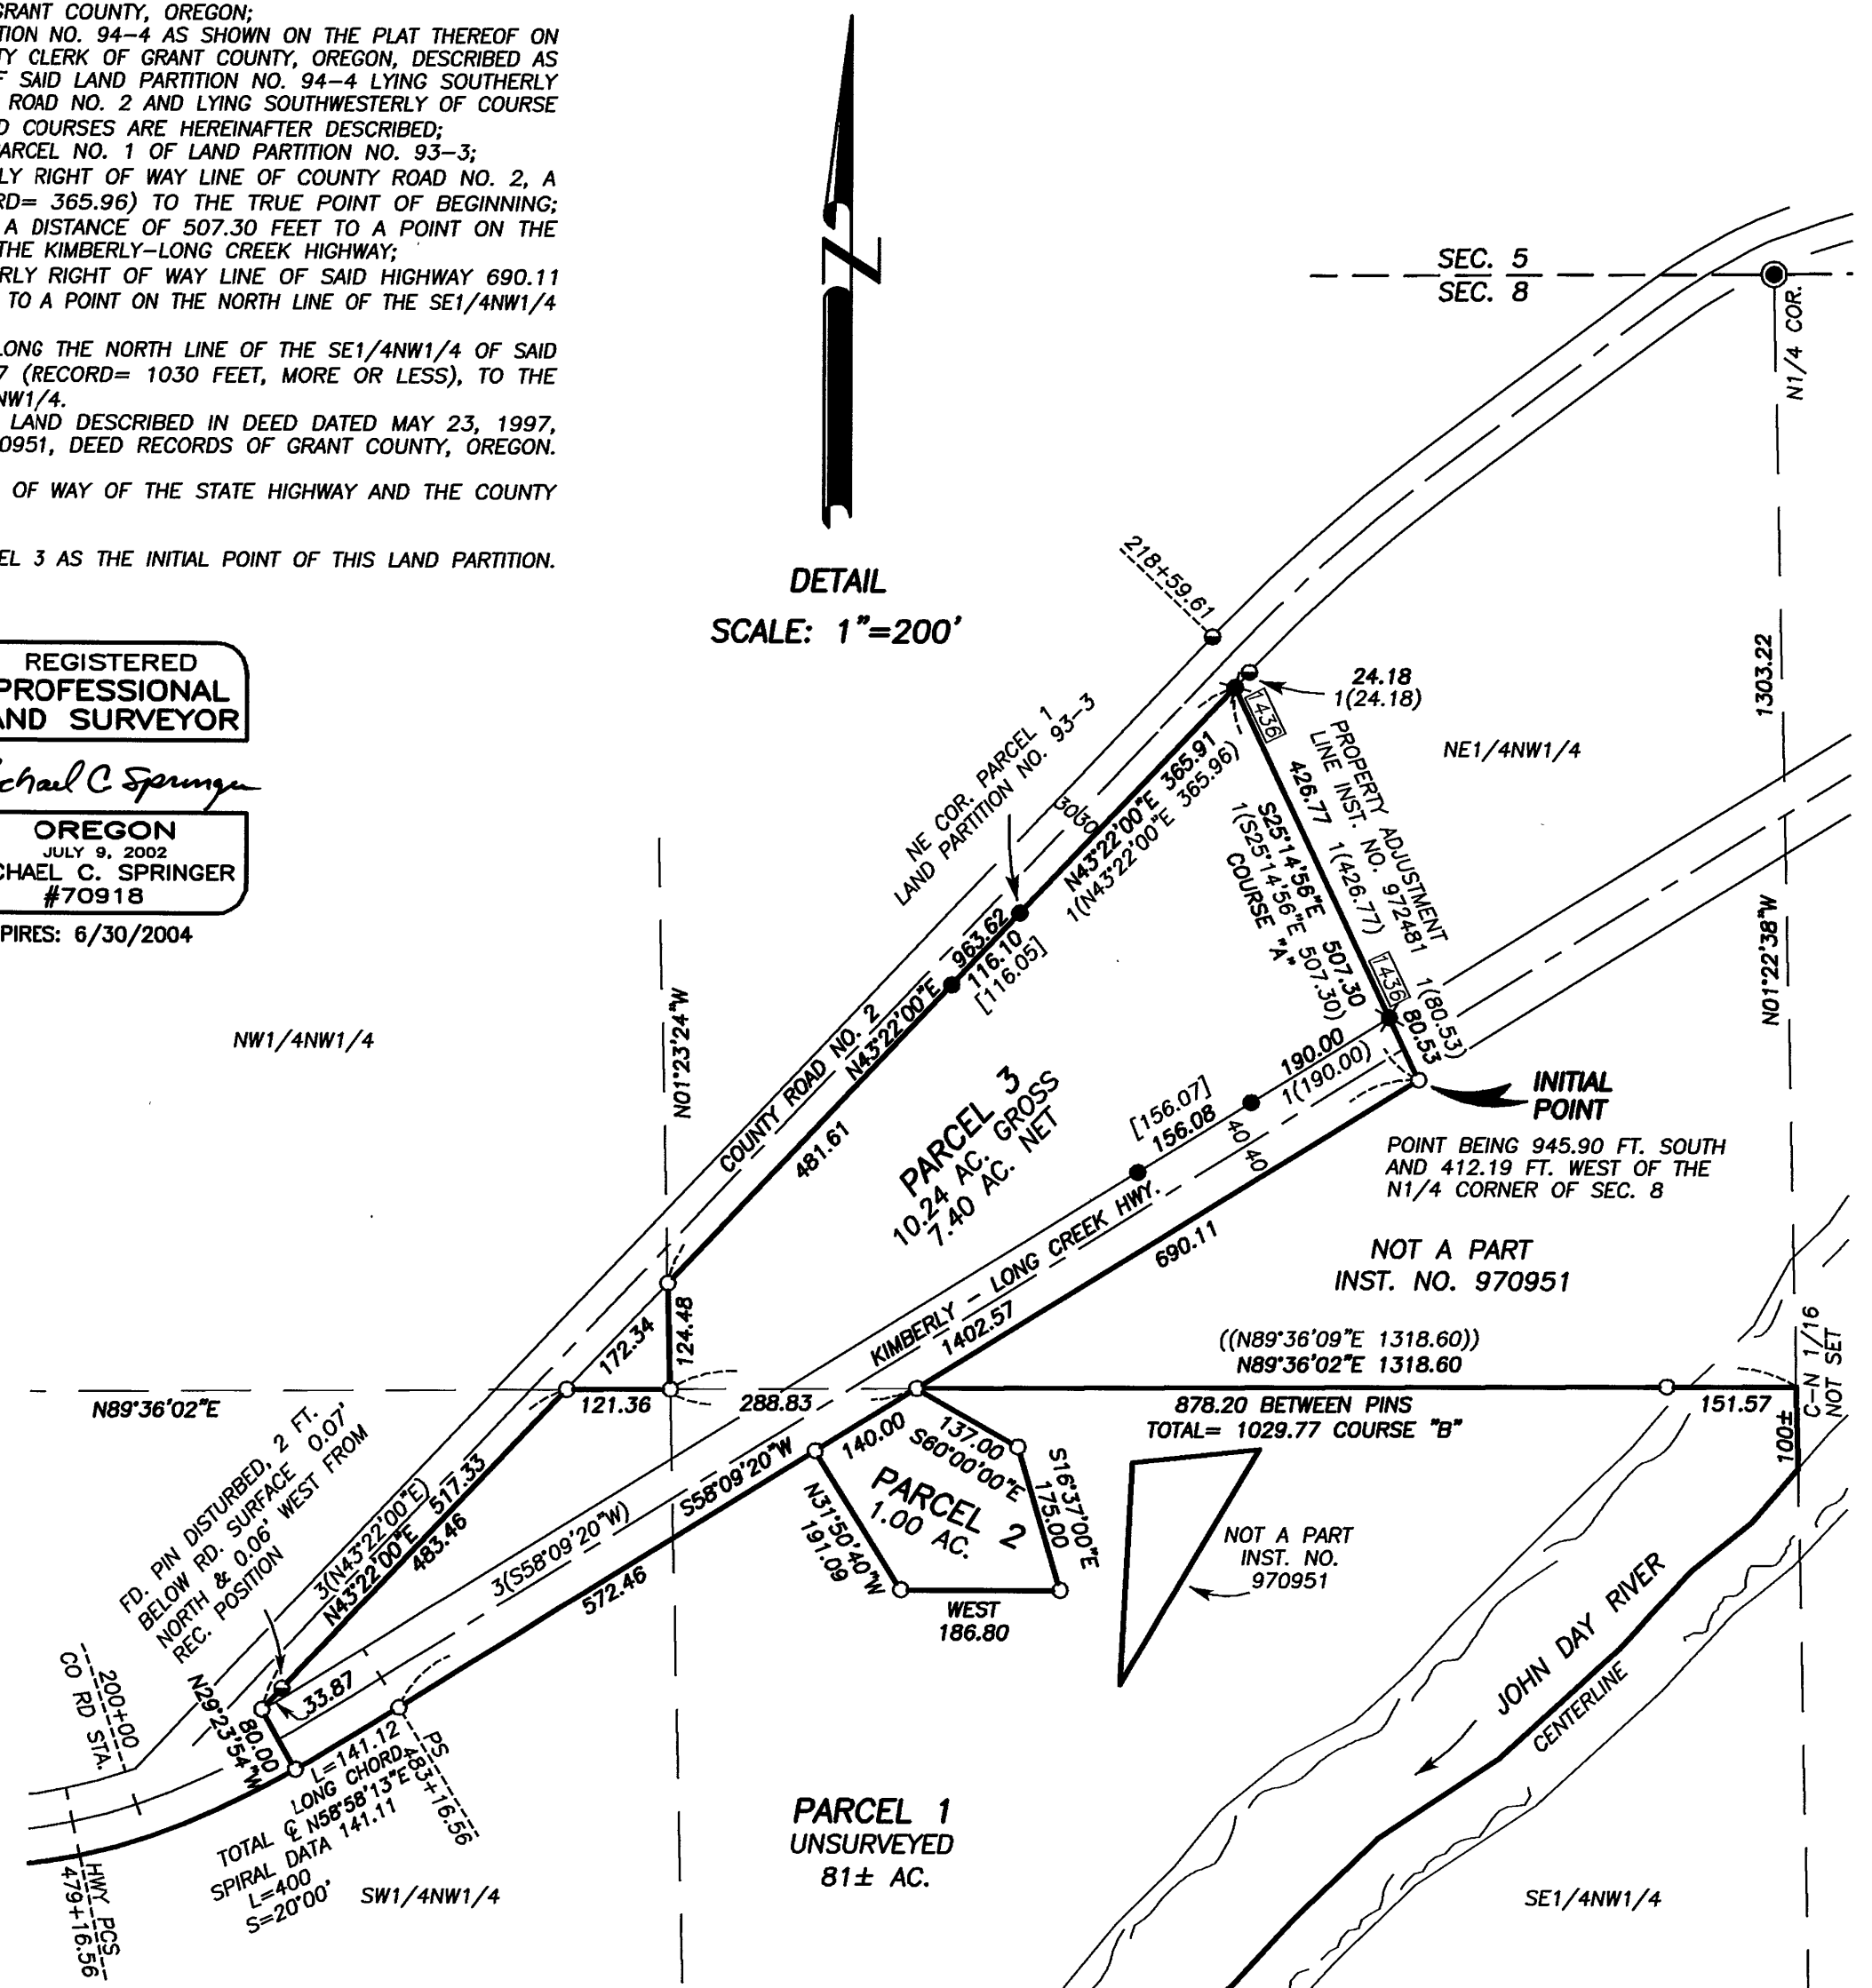 GRANT COUNTY, OREGON;
TION NO. 94-4 AS SHOWN ON THE PLAT THEREOF ON
TY CLERK OF GRANT COUNTY, OREGON, DESCRIBED AS
F SAID LAND PARTITION NO. 94-4 LYING SOUTHERLY
ROAD NO. 2 AND LYING SOUTHWESTERLY OF COURSE
D COURSES ARE HEREINAFTER DESCRIBED;
ARCEL NO. 1 OF LAND PARTITION NO. 93-3;
LY RIGHT OF WAY LINE OF COUNTY ROAD NO. 2, A
RD= 365.96) TO THE TRUE POINT OF BEGINNING;
A DISTANCE OF 507.30 FEET TO A POINT ON THE
THE KIMBERLY-LONG CREEK HIGHWAY;
RLY RIGHT OF WAY LINE OF SAID HIGHWAY 690.11
TO A POINT ON THE NORTH LINE OF THE SE1/4NW1/4
LONG THE NORTH LINE OF THE SE1/4NW1/4 OF SAID
7 (RECORD= 1030 FEET, MORE OR LESS), TO THE
NW1/4.
LAND DESCRIBED IN DEED DATED MAY 23, 1997,
0951, DEED RECORDS OF GRANT COUNTY, OREGON.
OF WAY OF THE STATE HIGHWAY AND THE COUNTY
EL 3 AS THE INITIAL POINT OF THIS LAND PARTITION.
REGISTERED
PROFESSIONAL
AND SURVEYOR
chael C. Springer
OREGON
JULY 9, 2002
CHAEL C. SPRINGER
#70918
PIRES: 6/30/2004
N
DETAIL
SCALE: 1"=200'
SEC. 5
SEC. 8
N1/4 COR.
1303.22
N01°22'38"W
218+59.61
24.18
1(24.18)
NE1/4NW1/4
1436
PROPERTY ADJUSTMENT
LINE INST. NO. 972481
426.77 1(426.77) 1(80.53)
S25°14'56"E 507.30 80.53
1(S25°14'56"E 507.30)
COURSE "A"
1436
NE COR. PARCEL 1
LAND PARTITION NO. 93-3
30 30
N43°22'00"E 365.91
1(N43°22'00"E 365.96)
963.62
116.10
[116.05]
N43°22'00"E
COUNTY ROAD NO. 2
481.61
NW1/4NW1/4
N01°23'24"W
PARCEL 3
10.24 AC. GROSS
7.40 AC. NET
190.00
1(190.00)
[156.07]
156.08
40 40
INITIAL
POINT
POINT BEING 945.90 FT. SOUTH
AND 412.19 FT. WEST OF THE
N1/4 CORNER OF SEC. 8
690.11
KIMBERLY - LONG CREEK HWY.
1402.57
NOT A PART
INST. NO. 970951
((N89°36'09"E 1318.60))
N89°36'02"E 1318.60
878.20 BETWEEN PINS
TOTAL= 1029.77 COURSE "B"
151.57
C-N 1/16
NOT SET
100±
172.34
124.48
N89°36'02"E
121.36
288.83
FD. PIN DISTURBED, 2 FT.
BELOW RD. SURFACE 0.07'
NORTH & 0.06' WEST FROM
REC. POSITION
3(N43°22'00"E)
N43°22'00"E 517.33
483.46
3(S58°09'20"W)
S58°09'20"W
572.46
140.00
137.00
S60°00'00"E
S16°37'00"E
175.00
PARCEL 2
1.00 AC.
N31°50'40"W
191.09
WEST
186.80
NOT A PART
INST. NO.
970951
JOHN DAY RIVER
CENTERLINE
200+00
CO RD STA.
N29°23'54"W
80.00
33.87
L=141.12
LONG CHORD
N58°58'13"E
141.11
PS
483+16.56
TOTAL ℄
SPIRAL DATA
L=400
S=20°00'
HWY PCS
479+16.56
SW1/4NW1/4
PARCEL 1
UNSURVEYED
81± AC.
SE1/4NW1/4